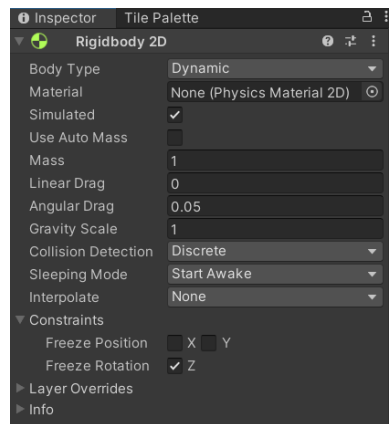 Inspector Tile Palette
Rigidbody 2D
Body Type Dynamic
Material None (Physics Material 2D)
Simulated
Use Auto Mass
Mass 1
Linear Drag 0
Angular Drag 0.05
Gravity Scale 1
Collision Detection Discrete
Sleeping Mode Start Awake
Interpolate None
Constraints
Freeze Position X Y
Freeze Rotation Z
Layer Overrides
Info